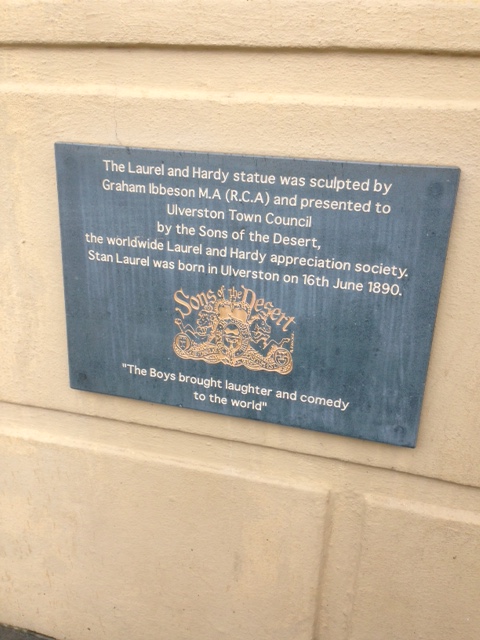 The Laurel and Hardy statue was sculpted by
Graham Ibbeson M.A (R.C.A) and presented to
Ulverston Town Council
by the Sons of the Desert,
the worldwide Laurel and Hardy appreciation society.
Stan Laurel was born in Ulverston on 16th June 1890.
Sons of the Desert
"The Boys brought laughter and comedy
to the world"